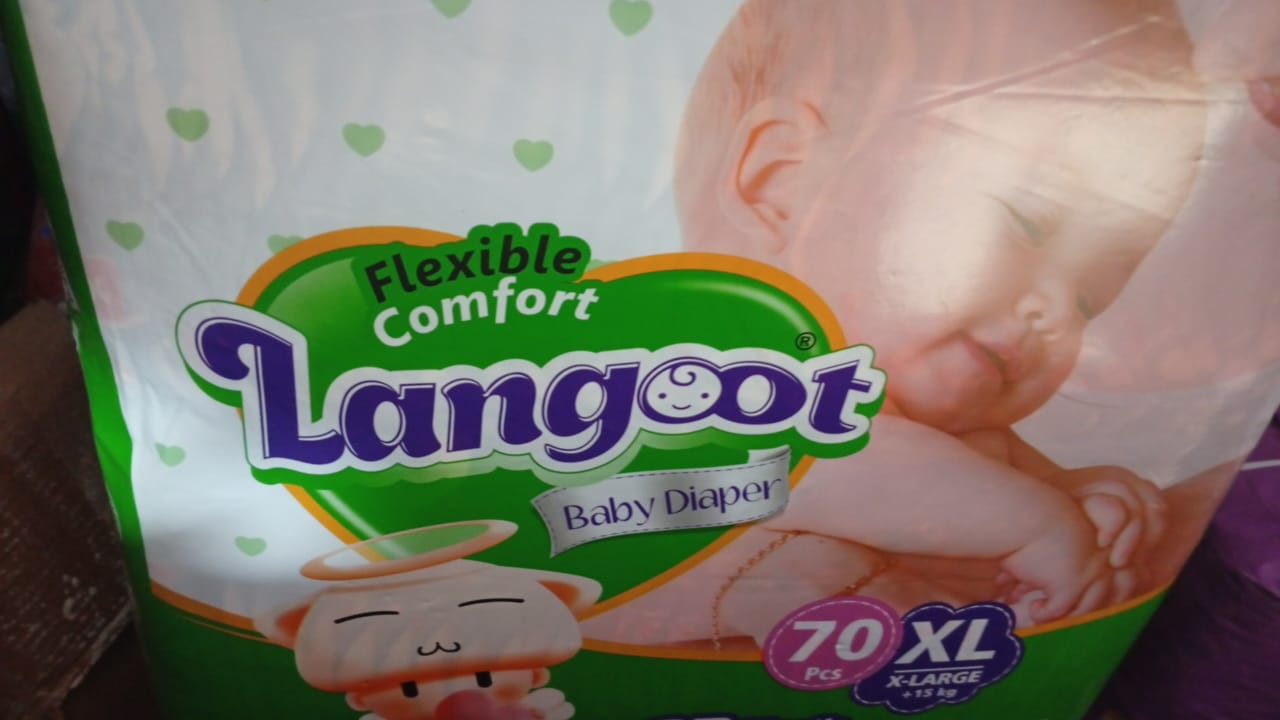 Flexible
Comfort
Langoot
®
Baby Diaper
70
Pcs
XL
X-LARGE
+15 kg